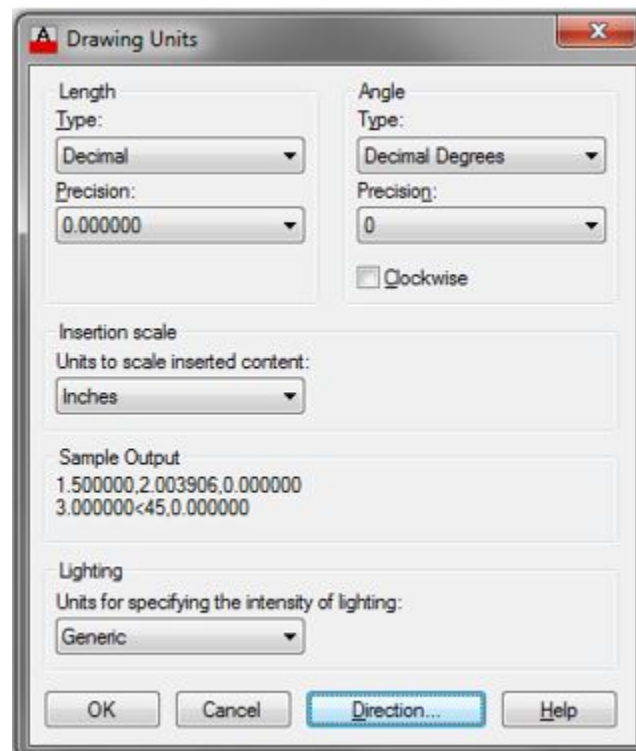 Drawing Units
Length
Type:
Decimal
Precision:
0.000000
Angle
Type:
Decimal Degrees
Precision:
0
Clockwise
Insertion scale
Units to scale inserted content:
Inches
Sample Output
1.500000,2.003906,0.000000
3.000000<45,0.000000
Lighting
Units for specifying the intensity of lighting:
Generic
OK Cancel Direction... Help